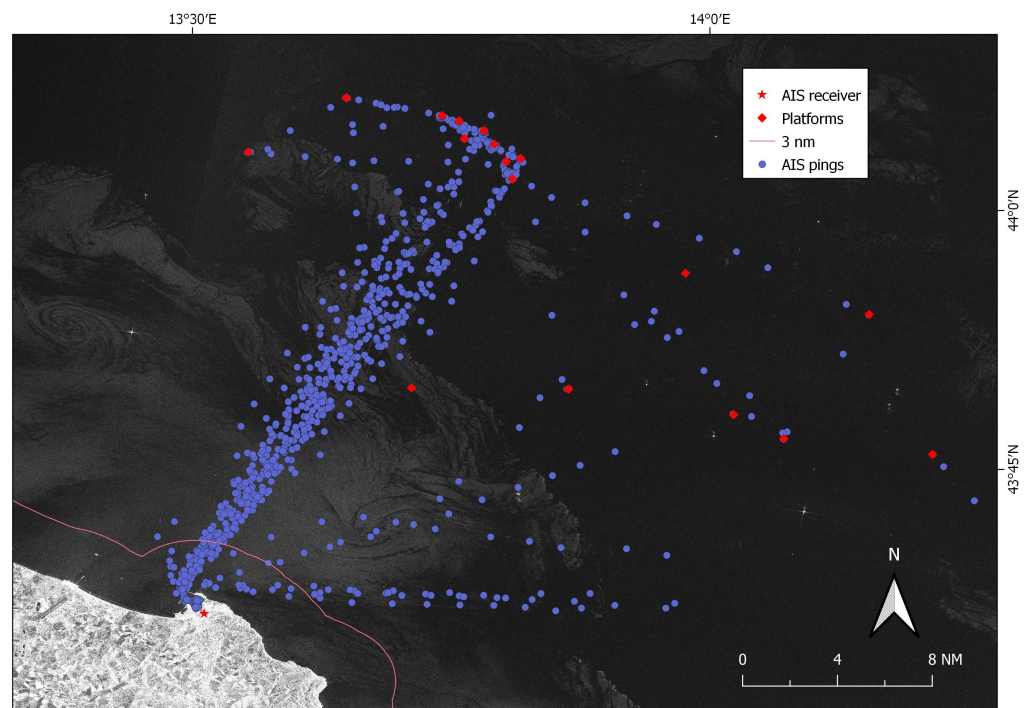 13°30'E
14°0'E
AIS receiver
Platforms
3 nm
AIS pings
44°0'N
43°45'N
N
0
4
8 NM